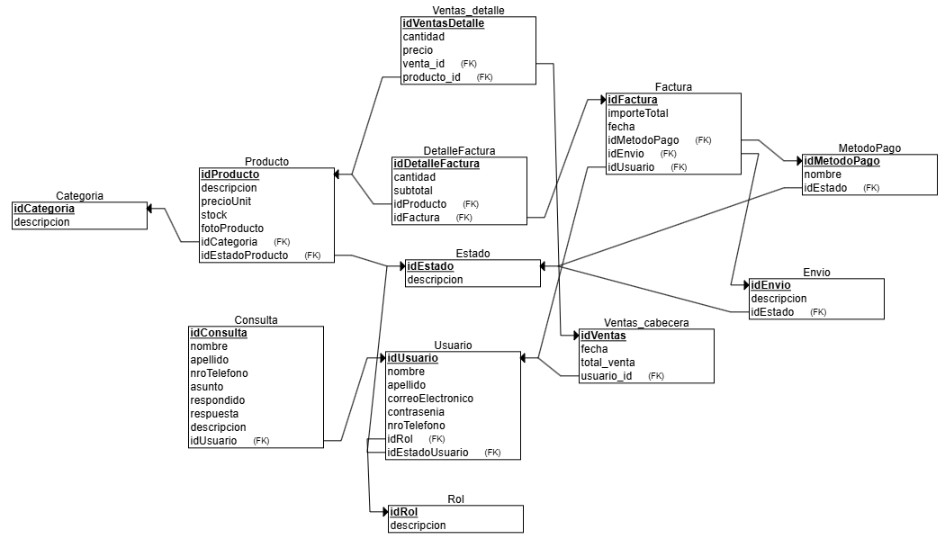 Ventas_detalle
idVentasDetalle
cantidad
precio
venta_id (FK)
producto_id (FK)
Factura
idFactura
importeTotal
fecha
idMetodoPago (FK)
idEnvio (FK)
idUsuario (FK)
MetodoPago
idMetodoPago
nombre
idEstado (FK)
DetalleFactura
idDetalleFactura
cantidad
subtotal
idProducto (FK)
idFactura (FK)
Producto
idProducto
descripcion
precioUnit
stock
fotoProducto
idCategoria (FK)
idEstadoProducto (FK)
Categoria
idCategoria
descripcion
Estado
idEstado
descripcion
Envio
idEnvio
descripcion
idEstado (FK)
Consulta
idConsulta
nombre
apellido
nroTelefono
asunto
respondido
respuesta
descripcion
idUsuario (FK)
Usuario
idUsuario
nombre
apellido
correoElectronico
contrasenia
nroTelefono
idRol (FK)
idEstadoUsuario (FK)
Ventas_cabecera
idVentas
fecha
total_venta
usuario_id (FK)
Rol
idRol
descripcion